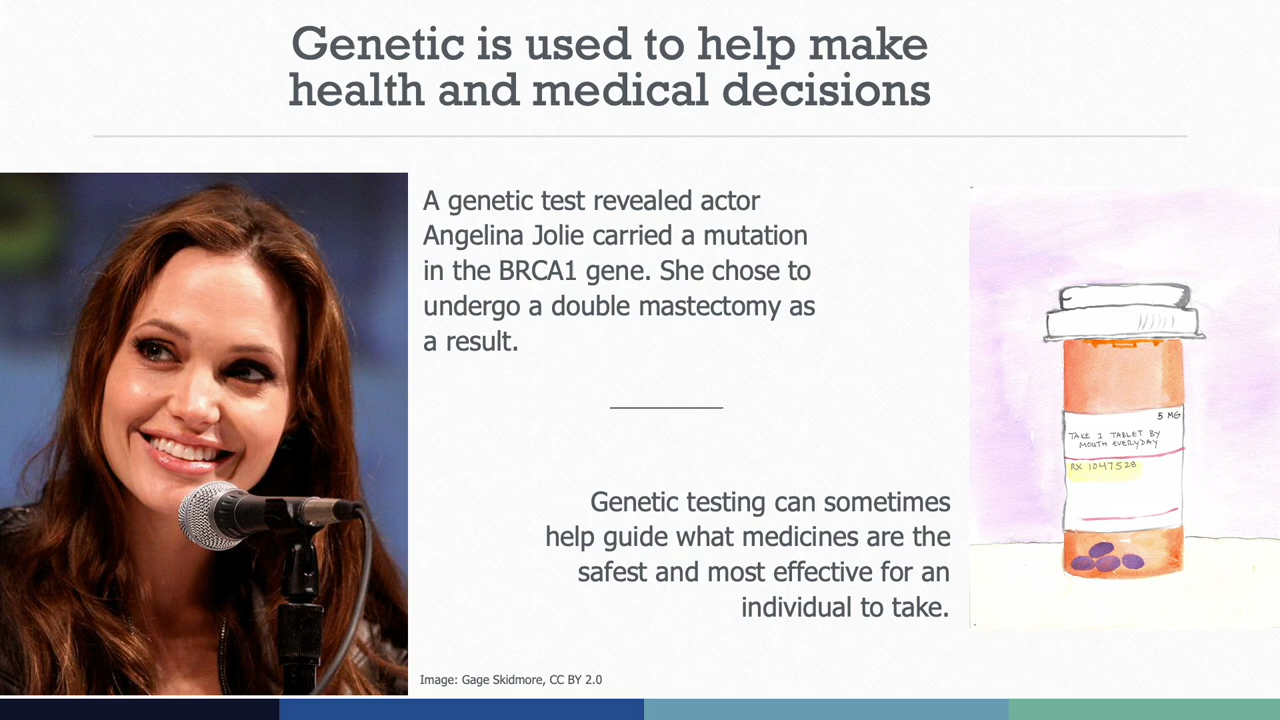 Genetic is used to help make
health and medical decisions
A genetic test revealed actor
Angelina Jolie carried a mutation
in the BRCA1 gene. She chose to
undergo a double mastectomy as
a result.
Genetic testing can sometimes
help guide what medicines are the
safest and most effective for an
individual to take.
5 MG
TAKE 1 TABLET BY
MOUTH EVERYDAY
RX 1047528
Image: Gage Skidmore, CC BY 2.0